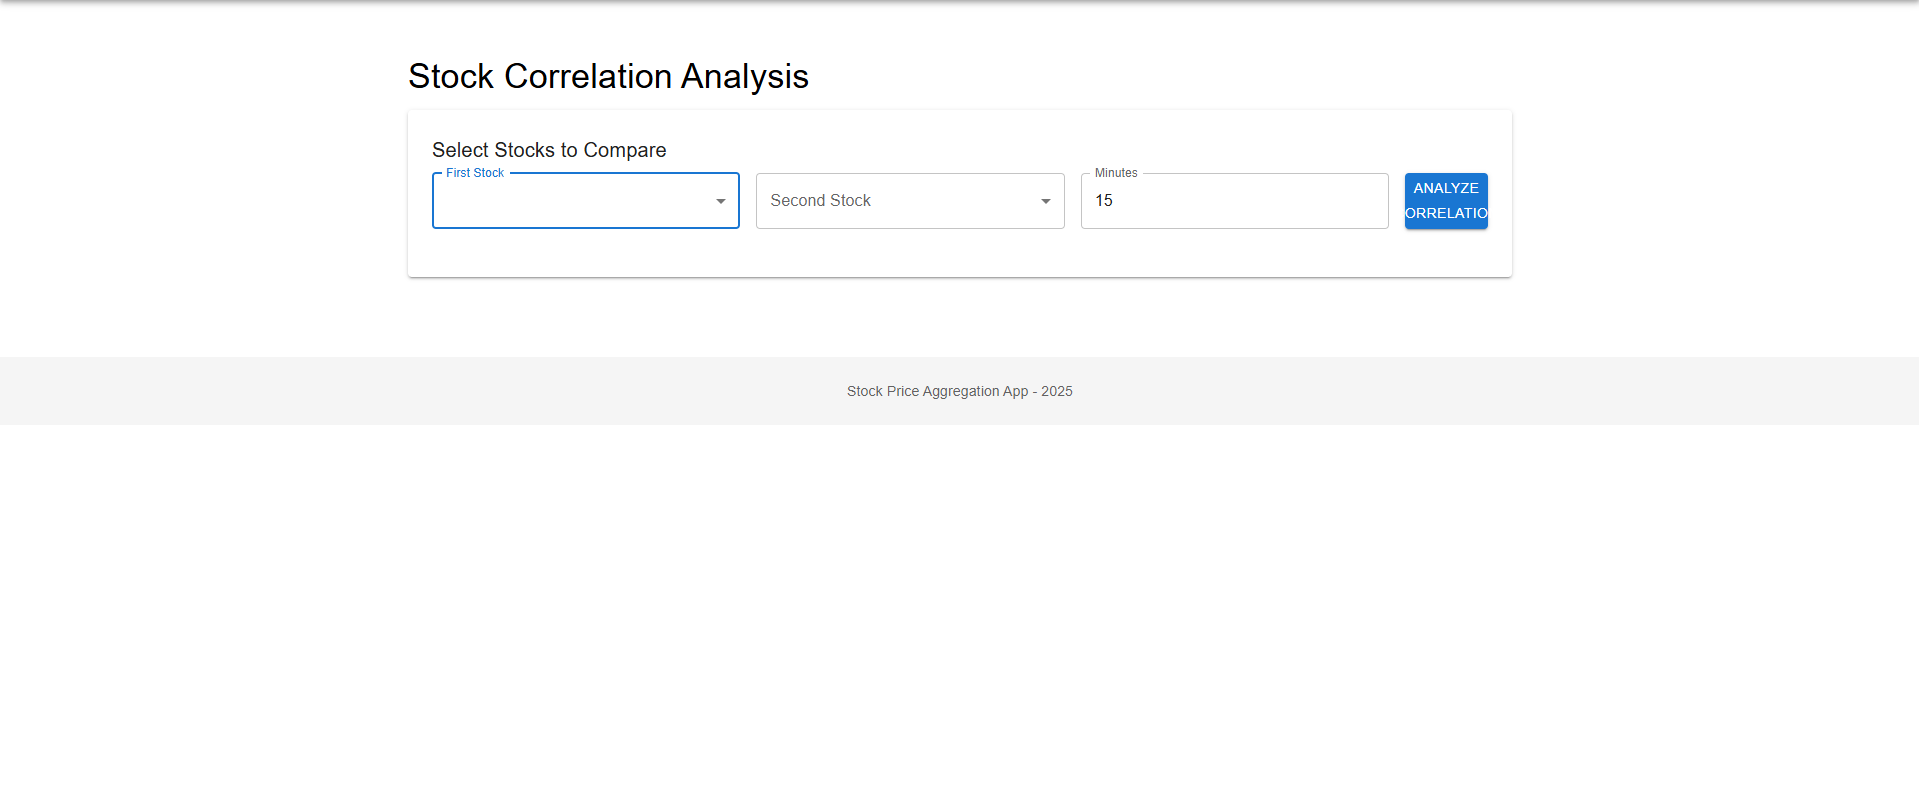 Stock Correlation Analysis
Select Stocks to Compare
First Stock
Second Stock
Minutes
15
ANALYZE
ORRELATIO
Stock Price Aggregation App - 2025